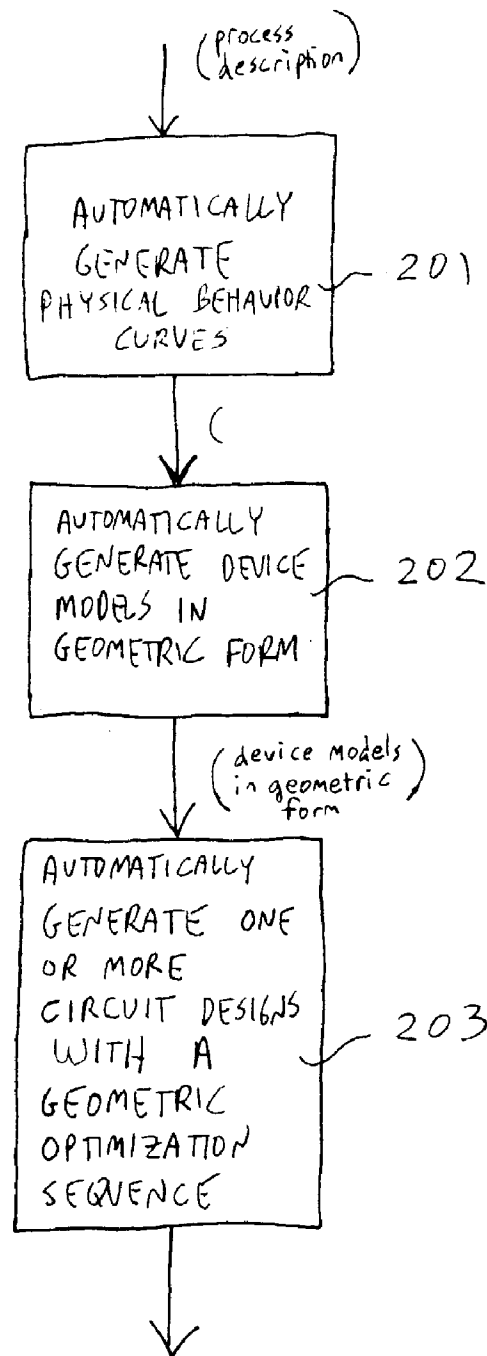 (process
description)
AUTOMATICALLY
GENERATE
PHYSICAL BEHAVIOR
CURVES
201
(
AUTOMATICALLY
GENERATE DEVICE
MODELS IN
GEOMETRIC FORM
202
(device models
in geometric
form)
AUTOMATICALLY
GENERATE ONE
OR MORE
CIRCUIT DESIGNS
WITH A
GEOMETRIC
OPTIMIZATION
SEQUENCE
203